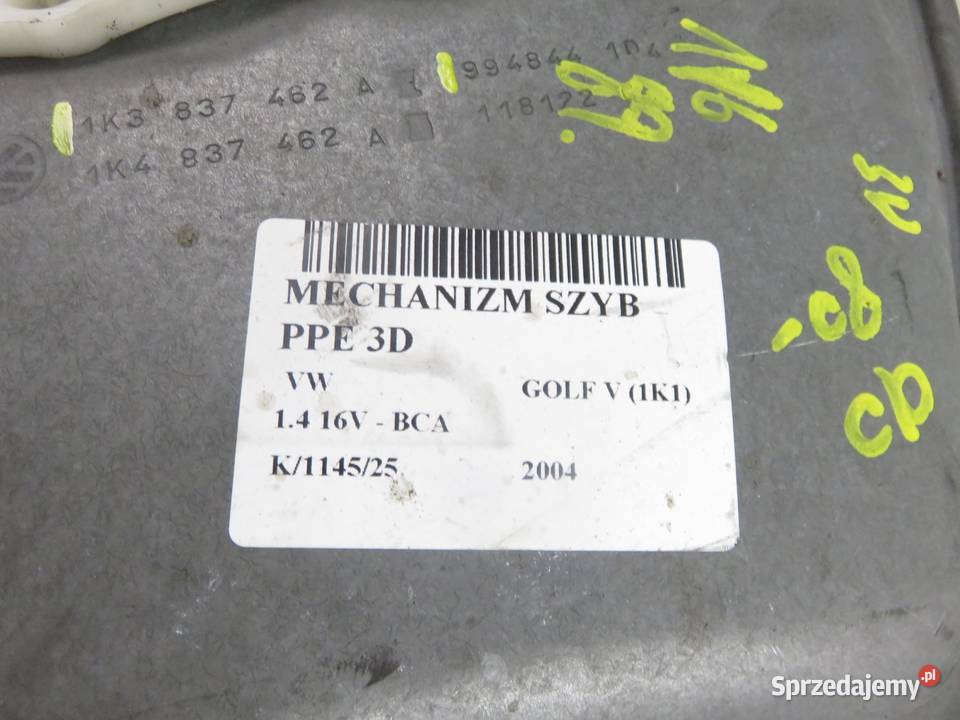 1K3 837 462 A 994844 104
1K4 837 462 A 118122
MECHANIZM SZYB
PPE 3D
VW GOLF V (1K1)
1.4 16V - BCA
K/1145/25 2004
Sprzedajemy.pl